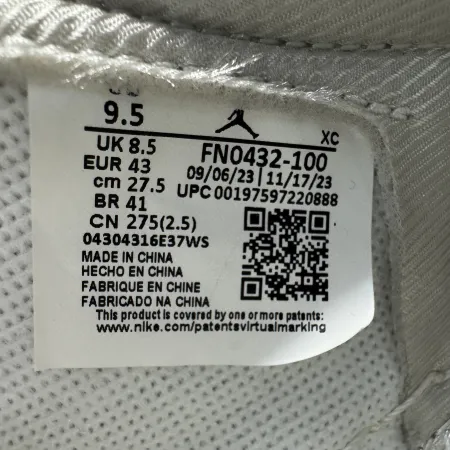 9.5
XC
UK 8.5
EUR 43
cm 27.5
BR 41
CN 275(2.5)
FN0432-100
09/06/23 | 11/17/23
UPC 00197597220888
04304316E37WS
MADE IN CHINA
HECHO EN CHINA
FABRIQUE EN CHINE
FABRICADO NA CHINA
This product is covered by one or more patents:
www.nike.com/patentsvirtualmarking